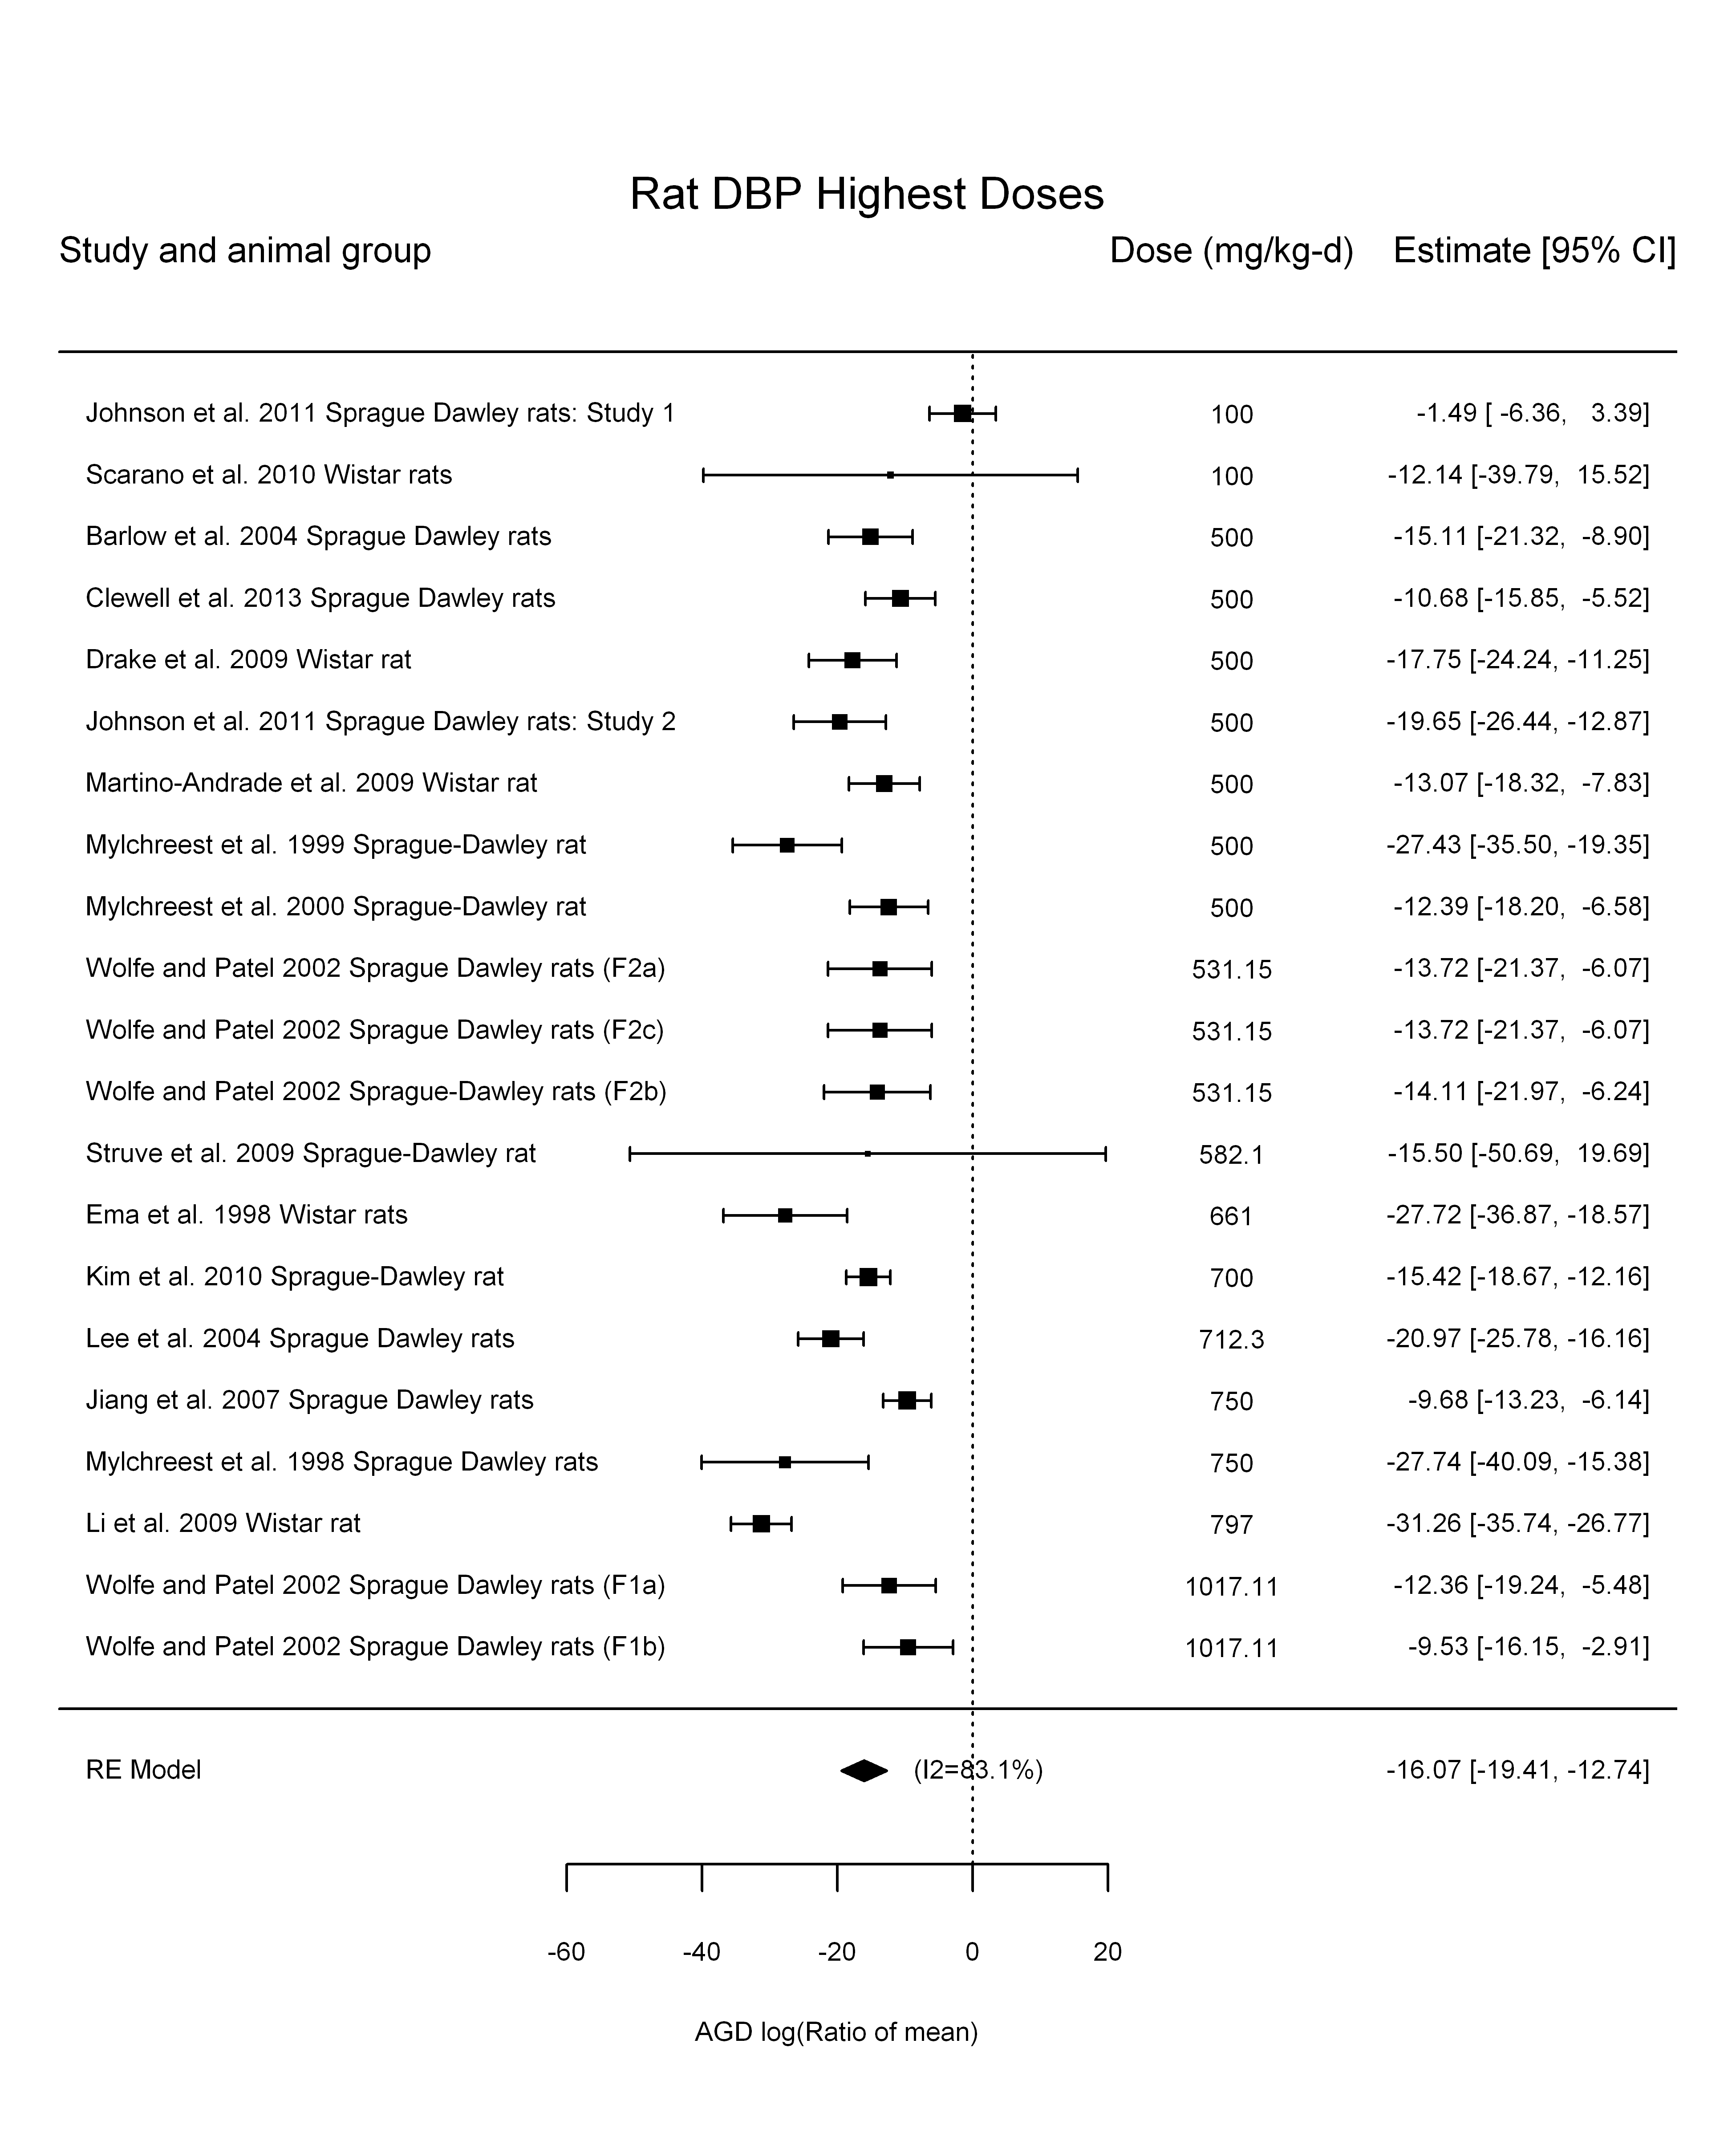 Rat DBP Highest Doses
Study and animal group Dose (mg/kg-d) Estimate [95% CI]
Johnson et al. 2011 Sprague Dawley rats: Study 1 100 -1.49 [ -6.36, 3.39]
Scarano et al. 2010 Wistar rats 100 -12.14 [-39.79, 15.52]
Barlow et al. 2004 Sprague Dawley rats 500 -15.11 [-21.32, -8.90]
Clewell et al. 2013 Sprague Dawley rats 500 -10.68 [-15.85, -5.52]
Drake et al. 2009 Wistar rat 500 -17.75 [-24.24, -11.25]
Johnson et al. 2011 Sprague Dawley rats: Study 2 500 -19.65 [-26.44, -12.87]
Martino-Andrade et al. 2009 Wistar rat 500 -13.07 [-18.32, -7.83]
Mylchreest et al. 1999 Sprague-Dawley rat 500 -27.43 [-35.50, -19.35]
Mylchreest et al. 2000 Sprague-Dawley rat 500 -12.39 [-18.20, -6.58]
Wolfe and Patel 2002 Sprague Dawley rats (F2a) 531.15 -13.72 [-21.37, -6.07]
Wolfe and Patel 2002 Sprague Dawley rats (F2c) 531.15 -13.72 [-21.37, -6.07]
Wolfe and Patel 2002 Sprague-Dawley rats (F2b) 531.15 -14.11 [-21.97, -6.24]
Struve et al. 2009 Sprague-Dawley rat 582.1 -15.50 [-50.69, 19.69]
Ema et al. 1998 Wistar rats 661 -27.72 [-36.87, -18.57]
Kim et al. 2010 Sprague-Dawley rat 700 -15.42 [-18.67, -12.16]
Lee et al. 2004 Sprague Dawley rats 712.3 -20.97 [-25.78, -16.16]
Jiang et al. 2007 Sprague Dawley rats 750 -9.68 [-13.23, -6.14]
Mylchreest et al. 1998 Sprague Dawley rats 750 -27.74 [-40.09, -15.38]
Li et al. 2009 Wistar rat 797 -31.26 [-35.74, -26.77]
Wolfe and Patel 2002 Sprague Dawley rats (F1a) 1017.11 -12.36 [-19.24, -5.48]
Wolfe and Patel 2002 Sprague Dawley rats (F1b) 1017.11 -9.53 [-16.15, -2.91]
RE Model (I2=83.1%) -16.07 [-19.41, -12.74]
-60 -40 -20 0 20
AGD log(Ratio of mean)